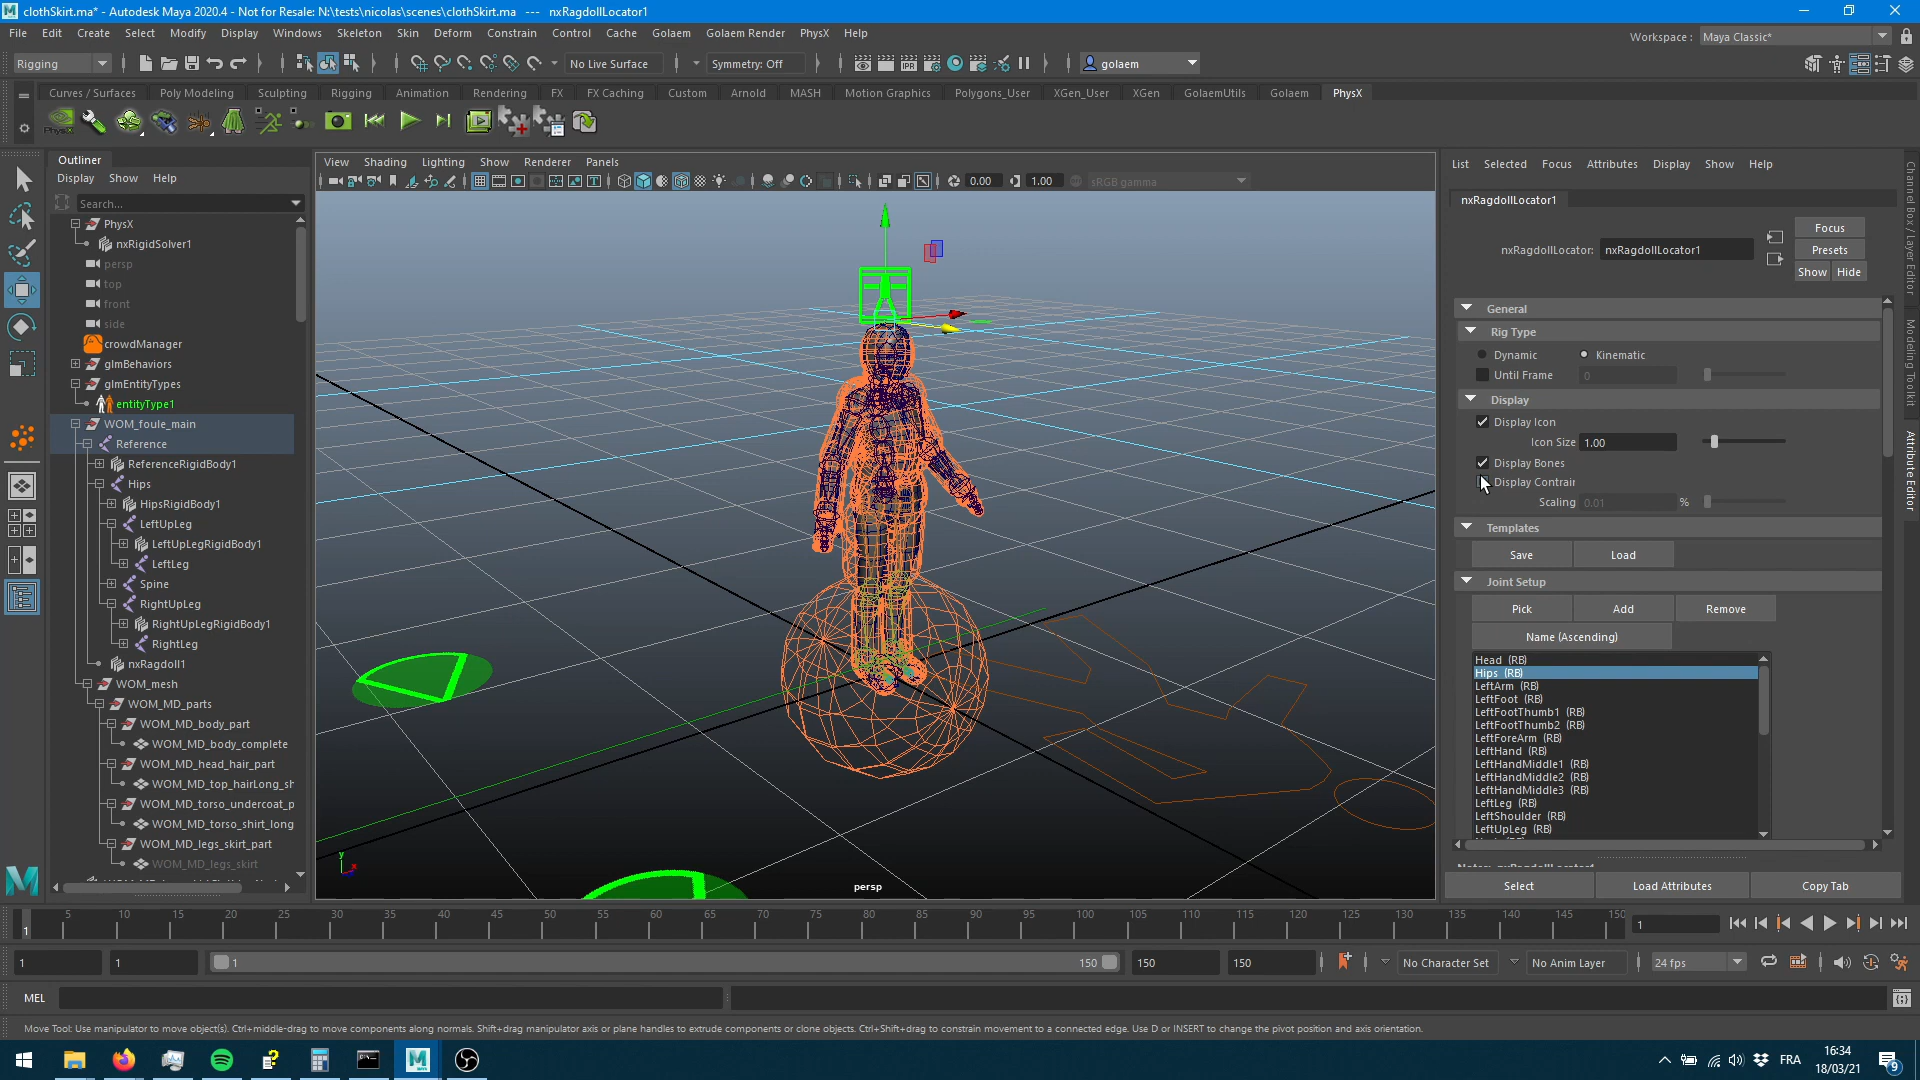 clothSkirt.ma* - Autodesk Maya 2020.4 - Not for Resale: N:\tests\nicolas\scenes\clothSkirt.ma   ---   nxRagdollLocator1
File Edit Create Select Modify Display Windows Skeleton Skin Deform Constrain Control Cache Golaem Golaem Render PhysX Help
Workspace : Maya Classic*
Rigging No Live Surface Symmetry: Off golaem
Curves / Surfaces Poly Modeling Sculpting Rigging Animation Rendering FX FX Caching Custom Arnold MASH Motion Graphics Polygons_User XGen_User XGen GolaemUtils Golaem PhysX
Outliner
Display Show Help
Search...
PhysX
nxRigidSolver1
persp
top
front
side
crowdManager
glmBehaviors
glmEntityTypes
entityType1
WOM_foule_main
Reference
ReferenceRigidBody1
Hips
HipsRigidBody1
LeftUpLeg
LeftUpLegRigidBody1
LeftLeg
Spine
RightUpLeg
RightUpLegRigidBody1
RightLeg
nxRagdoll1
WOM_mesh
WOM_MD_parts
WOM_MD_body_part
WOM_MD_body_complete
WOM_MD_head_hair_part
WOM_MD_top_hairLong_sh
WOM_MD_torso_undercoat_p
WOM_MD_torso_shirt_long
WOM_MD_legs_skirt_part
WOM_MD_legs_skirt
View Shading Lighting Show Renderer Panels
0.00 1.00 sRGB gamma
persp
y
x
List Selected Focus Attributes Display Show Help
nxRagdollLocator1
nxRagdollLocator: nxRagdollLocator1
Focus
Presets
Show Hide
General
Rig Type
Dynamic Kinematic
Until Frame 0
Display
Display Icon
Icon Size 1.00
Display Bones
Display Contrain
Scaling 0.01 %
Templates
Save Load
Joint Setup
Pick Add Remove
Name (Ascending)
Head (RB)
Hips (RB)
LeftArm (RB)
LeftFoot (RB)
LeftFootThumb1 (RB)
LeftFootThumb2 (RB)
LeftForeArm (RB)
LeftHand (RB)
LeftHandMiddle1 (RB)
LeftHandMiddle2 (RB)
LeftHandMiddle3 (RB)
LeftLeg (RB)
LeftShoulder (RB)
LeftUpLeg (RB)
Notes: nxRagdollLocator1
Select Load Attributes Copy Tab
Channel Box / Layer Editor
Modeling Toolkit
Attribute Editor
1 5 10 15 20 25 30 35 40 45 50 55 60 65 70 75 80 85 90 95 100 105 110 115 120 125 130 135 140 145 150 1
1 1 1 150 150 150 No Character Set No Anim Layer 24 fps
MEL
Move Tool: Use manipulator to move object(s). Ctrl+middle-drag to move components along normals. Shift+drag manipulator axis or plane handles to extrude components or clone objects. Ctrl+Shift+drag to constrain movement to a connected edge. Use D or INSERT to change the pivot position and axis orientation.
FRA
16:34
18/03/21
9